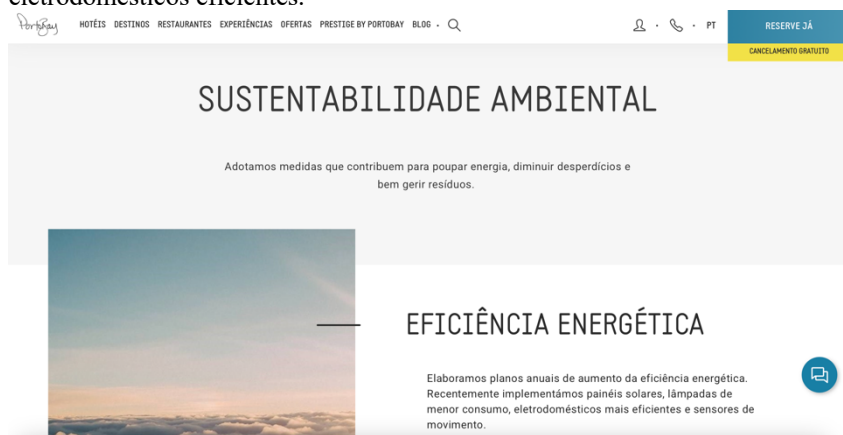 eletrodomésticos eficientes.
PortoBay HOTÉIS DESTINOS RESTAURANTES EXPERIÊNCIAS OFERTAS PRESTIGE BY PORTOBAY BLOG PT RESERVE JÁ
CANCELAMENTO GRATUITO
SUSTENTABILIDADE AMBIENTAL
Adotamos medidas que contribuem para poupar energia, diminuir desperdícios e
bem gerir resíduos.
EFICIÊNCIA ENERGÉTICA
Elaboramos planos anuais de aumento da eficiência energética.
Recentemente implementámos painéis solares, lâmpadas de
menor consumo, eletrodomésticos mais eficientes e sensores de
movimento.